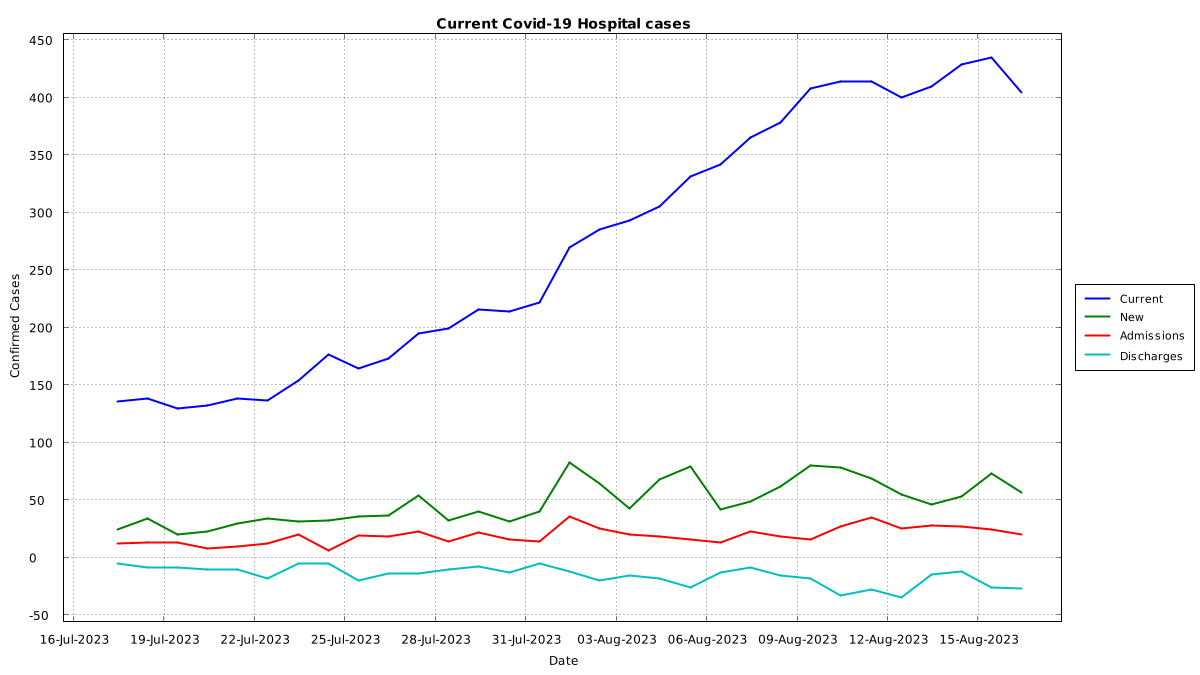 Current Covid-19 Hospital cases
450
400
350
300
250
200
150
100
50
0
-50
Confirmed Cases
16-Jul-2023 19-Jul-2023 22-Jul-2023 25-Jul-2023 28-Jul-2023 31-Jul-2023 03-Aug-2023 06-Aug-2023 09-Aug-2023 12-Aug-2023 15-Aug-2023
Date
Current
New
Admissions
Discharges